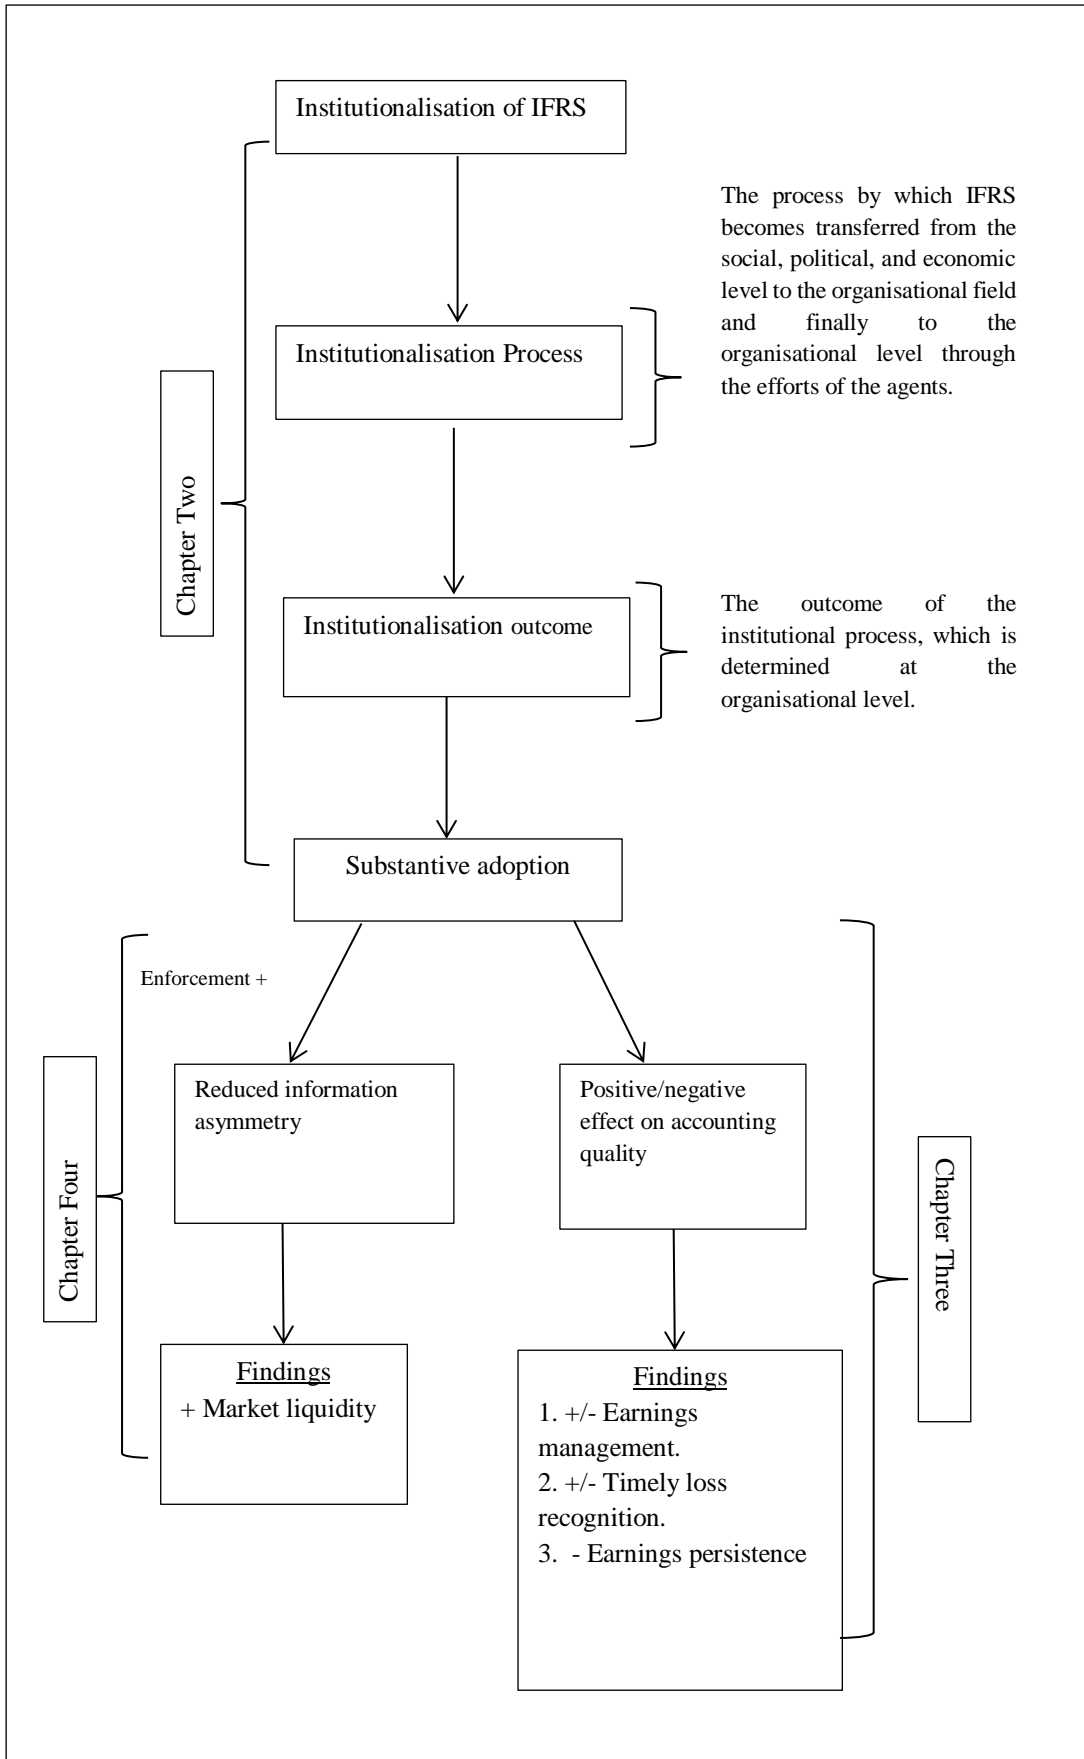 Institutionalisation of IFRS
The process by which IFRS
becomes transferred from the
social, political, and economic
level to the organisational field
and finally to the
organisational level through
the efforts of the agents.
Institutionalisation Process
Chapter Two
Institutionalisation outcome
The outcome of the
institutional process, which is
determined at the
organisational level.
Substantive adoption
Enforcement +
Reduced information
asymmetry
Positive/negative
effect on accounting
quality
Chapter Four
Chapter Three
Findings
+ Market liquidity
Findings
1. +/- Earnings
management.
2. +/- Timely loss
recognition.
3.  - Earnings persistence